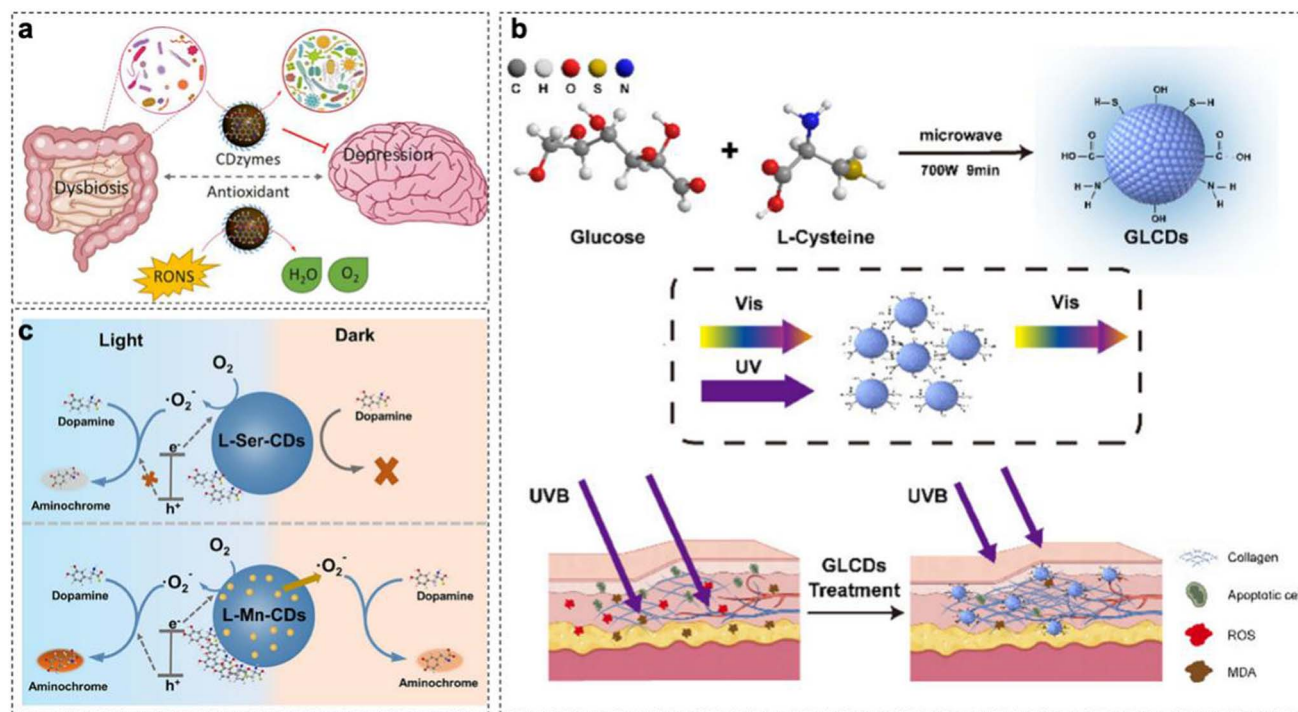 a
Dysbiosis
CDzymes
Antioxidant
Depression
RONS
H₂O
O₂
b
C H O S N
Glucose
+
L-Cysteine
microwave
700W 9min
H S
OH
S H
O
HO C
O
C OH
H N
H
N H
H
OH
GLCDs
Vis
UV
Vis
UVB
GLCDs
Treatment
UVB
Collagen
Apoptotic ce
ROS
MDA
c
Light
Dark
O₂
·O₂⁻
Dopamine
e⁻
h⁺
Aminochrome
L-Ser-CDs
Dopamine
O₂
·O₂⁻
Dopamine
e⁻
h⁺
Aminochrome
L-Mn-CDs
·O₂⁻
Dopamine
Aminochrome